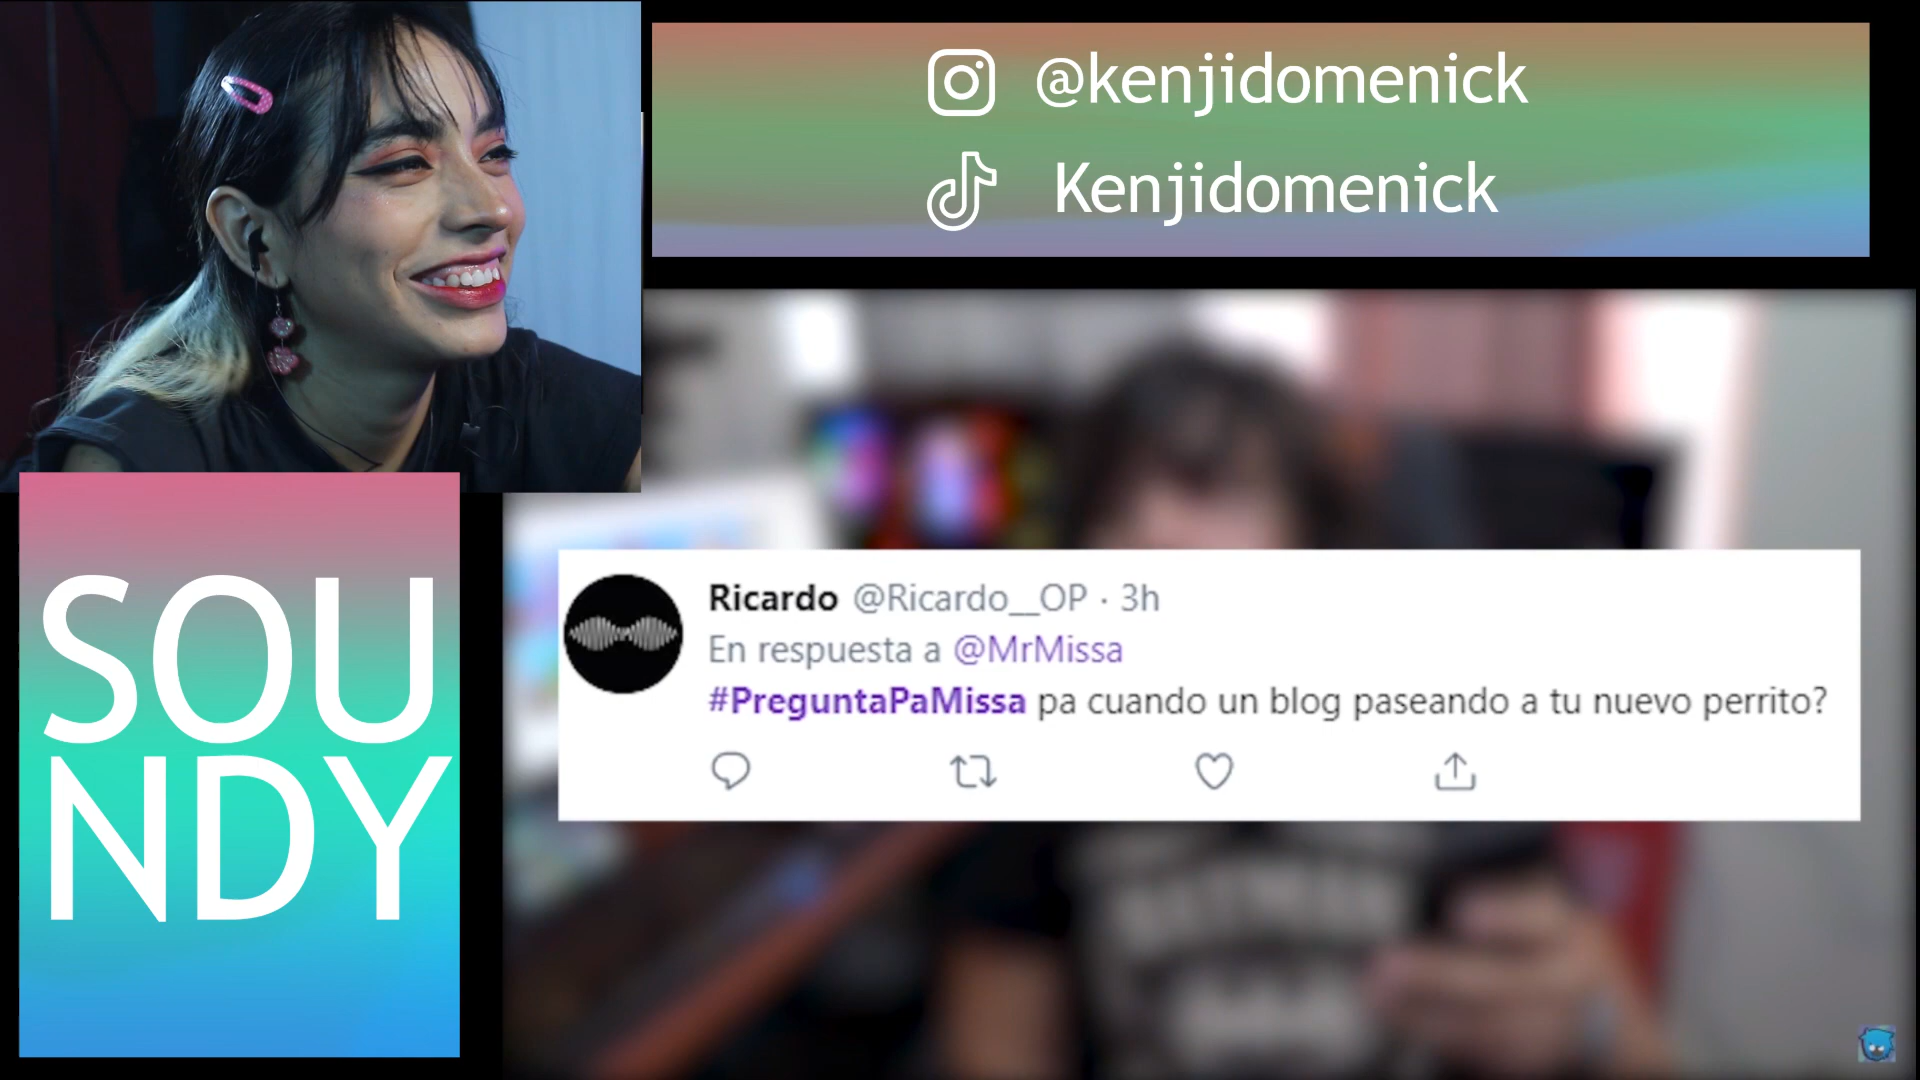 @kenjidomenick
Kenjidomenick
SOU
NDY
Ricardo @Ricardo__OP · 3h
En respuesta a @MrMissa
#PreguntaPaMissa pa cuando un blog paseando a tu nuevo perrito?